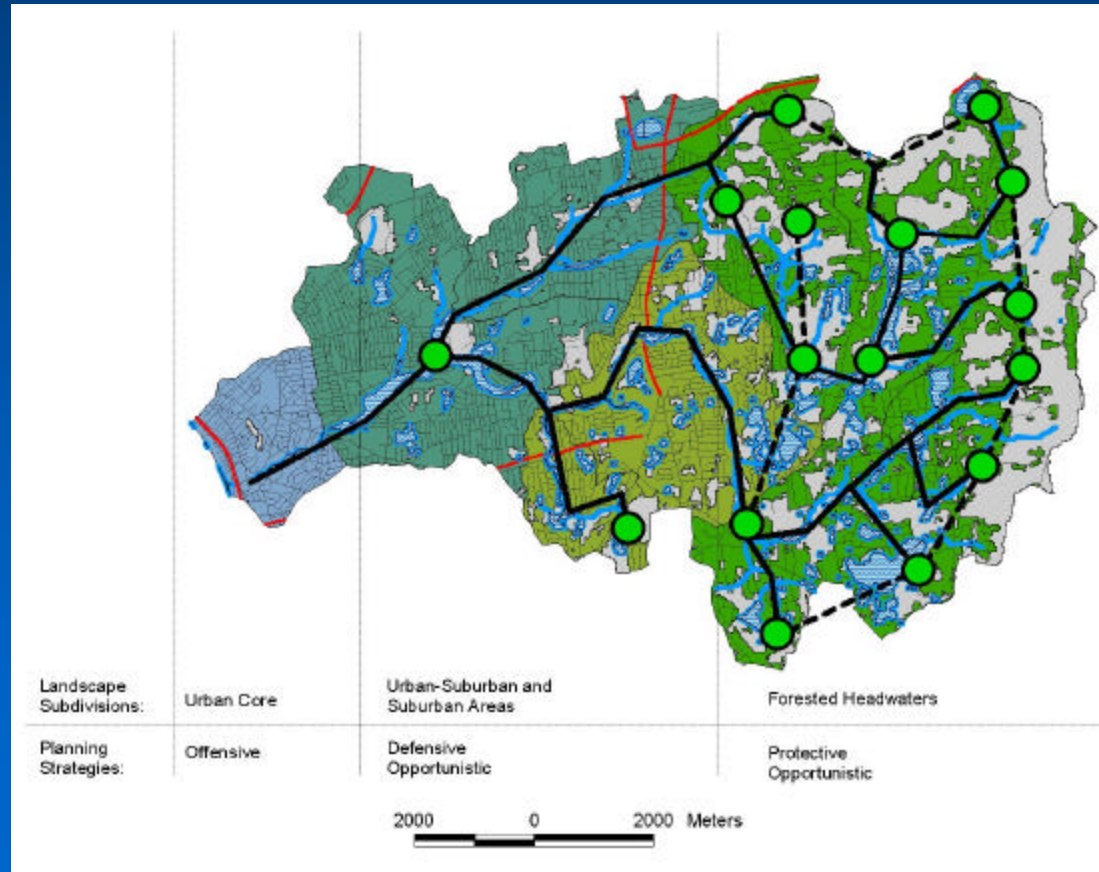 Landscape
Subdivisions:
Urban Core
Urban-Suburban and
Suburban Areas
Forested Headwaters
Planning
Strategies:
Offensive
Defensive
Opportunistic
Protective
Opportunistic
2000 0 2000 Meters